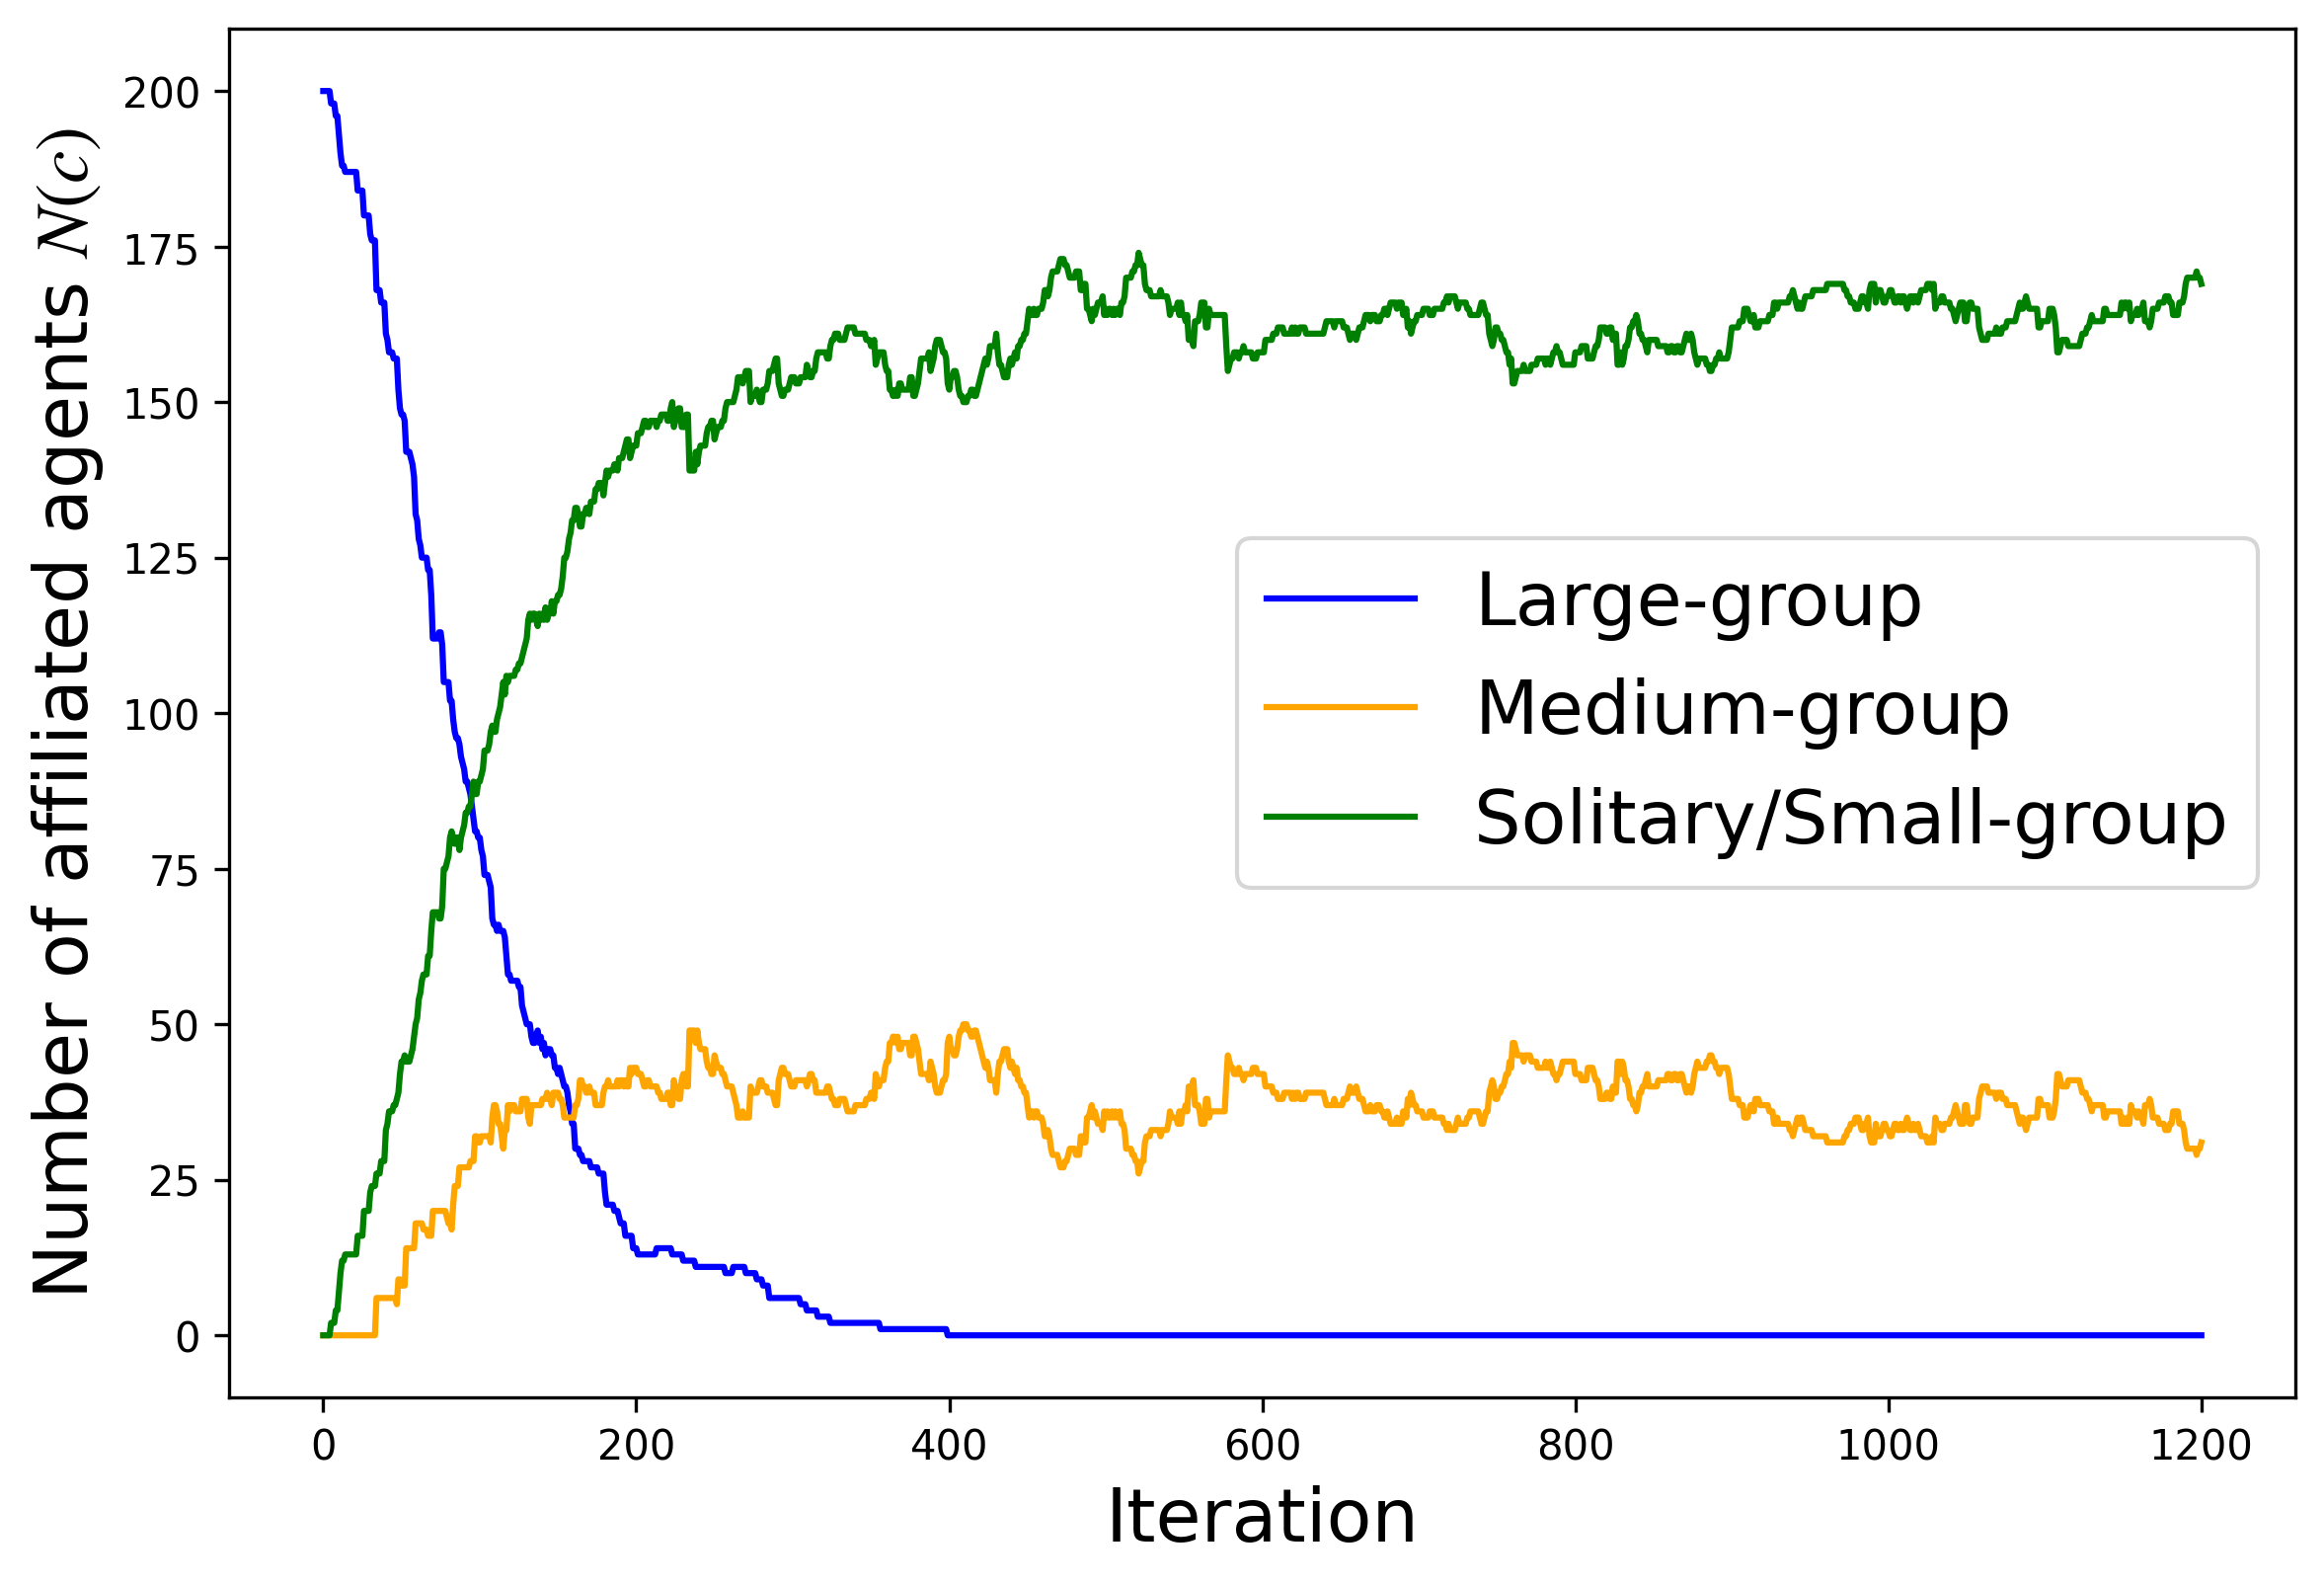 Number of affiliated agents N(c)
200
175
150
125
100
75
50
25
0
Large-group
Medium-group
Solitary/Small-group
0 200 400 600 800 1000 1200
Iteration